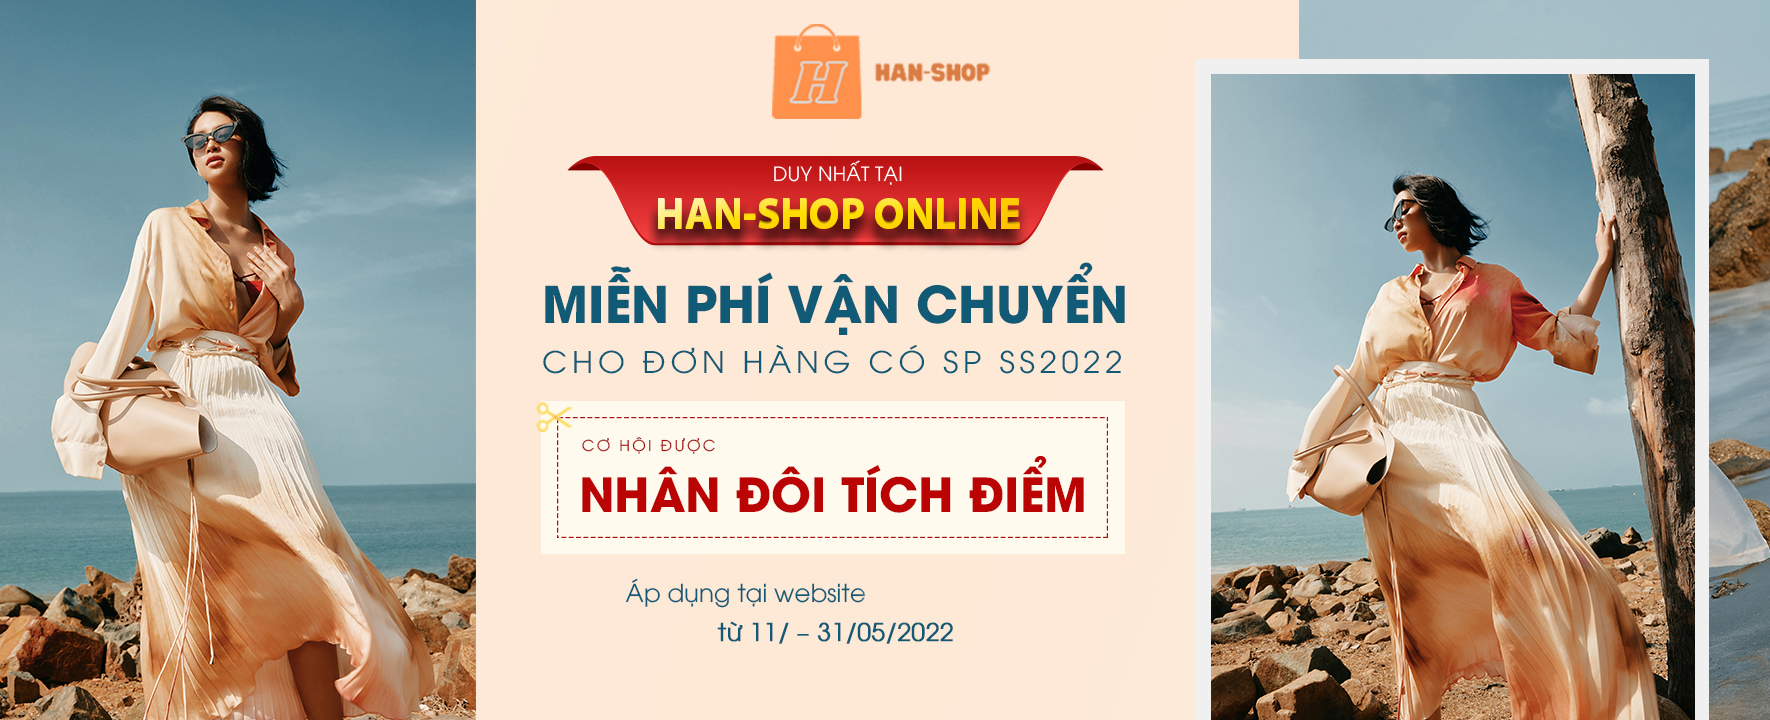 H
HAN-SHOP
DUY NHẤT TẠI
HAN-SHOP ONLINE
MIỄN PHÍ VẬN CHUYỂN
CHO ĐƠN HÀNG CÓ SP SS2022
CƠ HỘI ĐƯỢC
NHÂN ĐÔI TÍCH ĐIỂM
Áp dụng tại website
từ 11/ – 31/05/2022